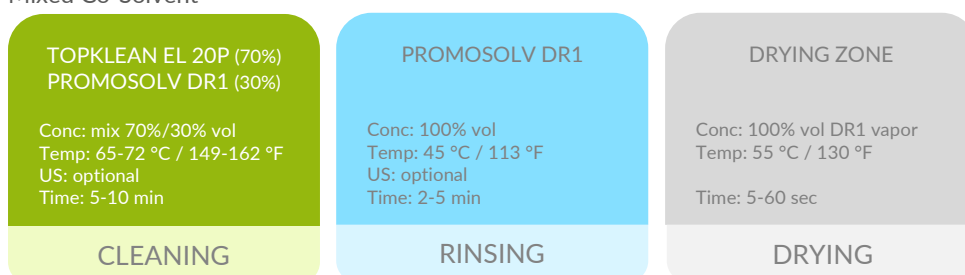 Mixed Co-Solvent
TOPKLEAN EL 20P (70%)
PROMOSOLV DR1 (30%)
Conc: mix 70%/30% vol
Temp: 65-72 °C / 149-162 °F
US: optional
Time: 5-10 min
CLEANING
PROMOSOLV DR1
Conc: 100% vol
Temp: 45 °C / 113 °F
US: optional
Time: 2-5 min
RINSING
DRYING ZONE
Conc: 100% vol DR1 vapor
Temp: 55 °C / 130 °F
Time: 5-60 sec
DRYING